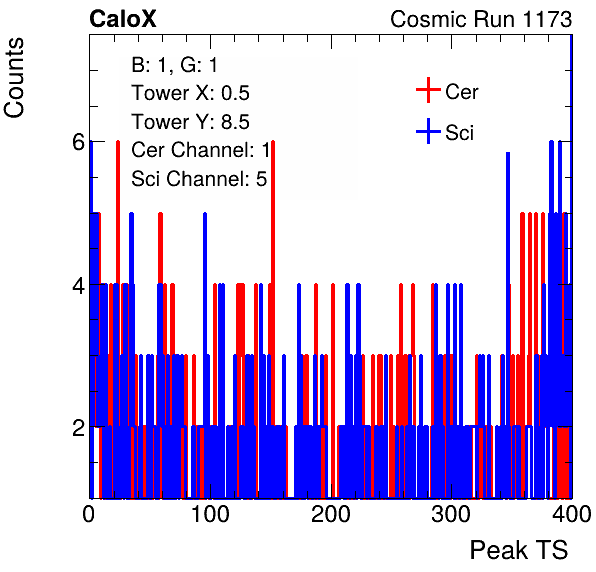 CaloX Cosmic Run 1173
Counts
B: 1, G: 1
Tower X: 0.5
Tower Y: 8.5
Cer Channel: 1
Sci Channel: 5
Cer
Sci
6
4
2
0 100 200 300 400
Peak TS